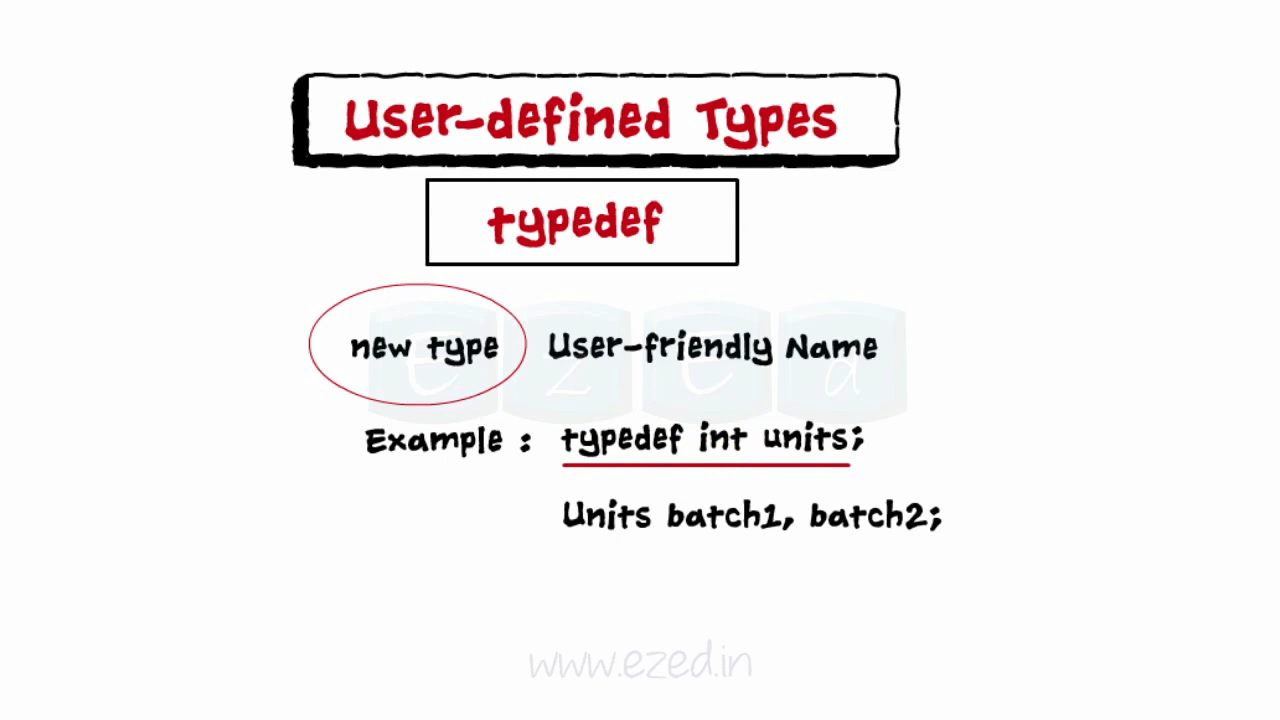 User-defined Types
typedef
new type User-friendly Name
E Z E d
Example : typedef int units;
Units batch1, batch2;
www.ezed.in